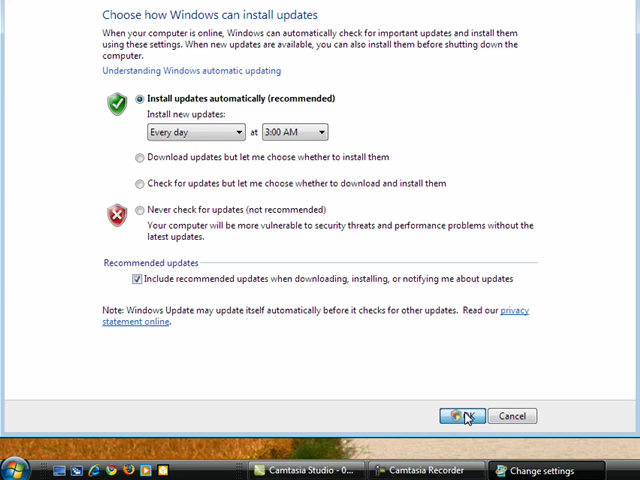 Choose how Windows can install updates
When your computer is online, Windows can automatically check for important updates and install them
using these settings. When new updates are available, you can also install them before shutting down the
computer.
Understanding Windows automatic updating
Install updates automatically (recommended)
Install new updates:
Every day at 3:00 AM
Download updates but let me choose whether to install them
Check for updates but let me choose whether to download and install them
Never check for updates (not recommended)
Your computer will be more vulnerable to security threats and performance problems without the
latest updates.
Recommended updates
Include recommended updates when downloading, installing, or notifying me about updates
Note: Windows Update may update itself automatically before it checks for other updates. Read our privacy
statement online.
Cancel
Camtasia Studio - 0... Camtasia Recorder Change settings